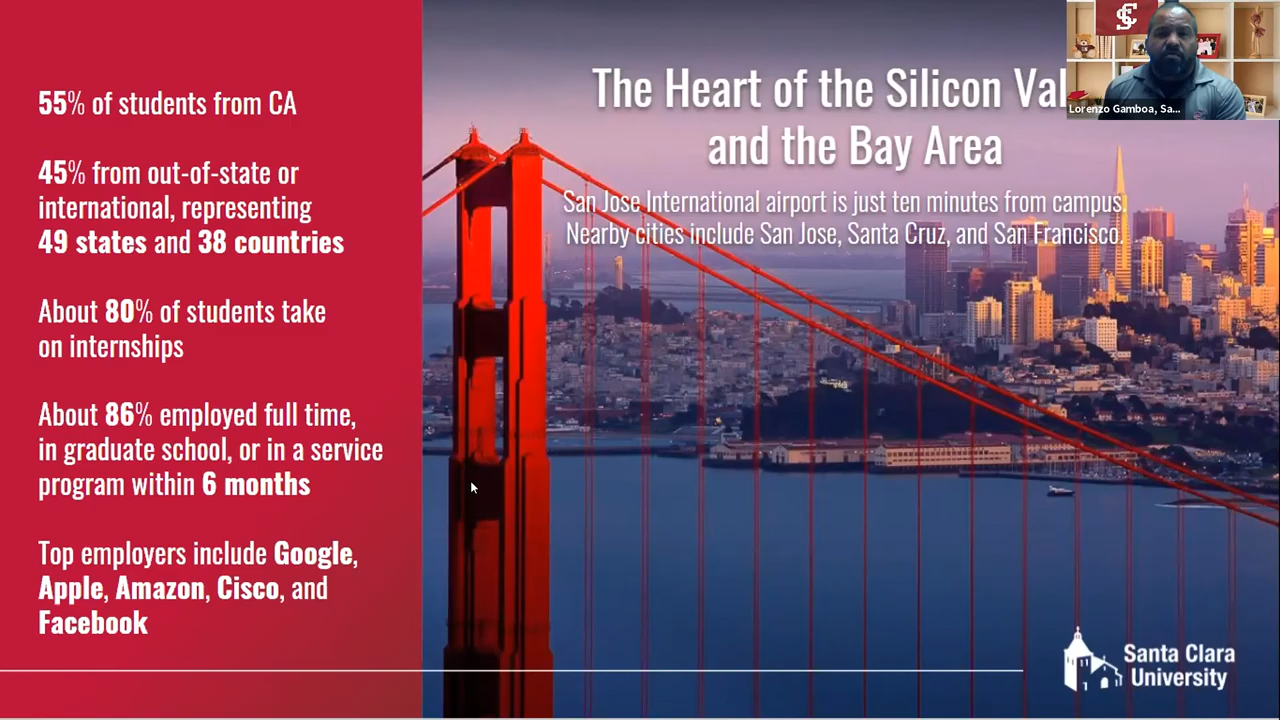 55% of students from CA
45% from out-of-state or
international, representing
49 states and 38 countries
About 80% of students take
on internships
About 86% employed full time,
in graduate school, or in a service
program within 6 months
Top employers include Google,
Apple, Amazon, Cisco, and
Facebook
The Heart of the Silicon Val
and the Bay Area
San Jose International airport is just ten minutes from campus.
Nearby cities include San Jose, Santa Cruz, and San Francisco.
SC
Lorenzo Gamboa, Sa...
Santa Clara
University